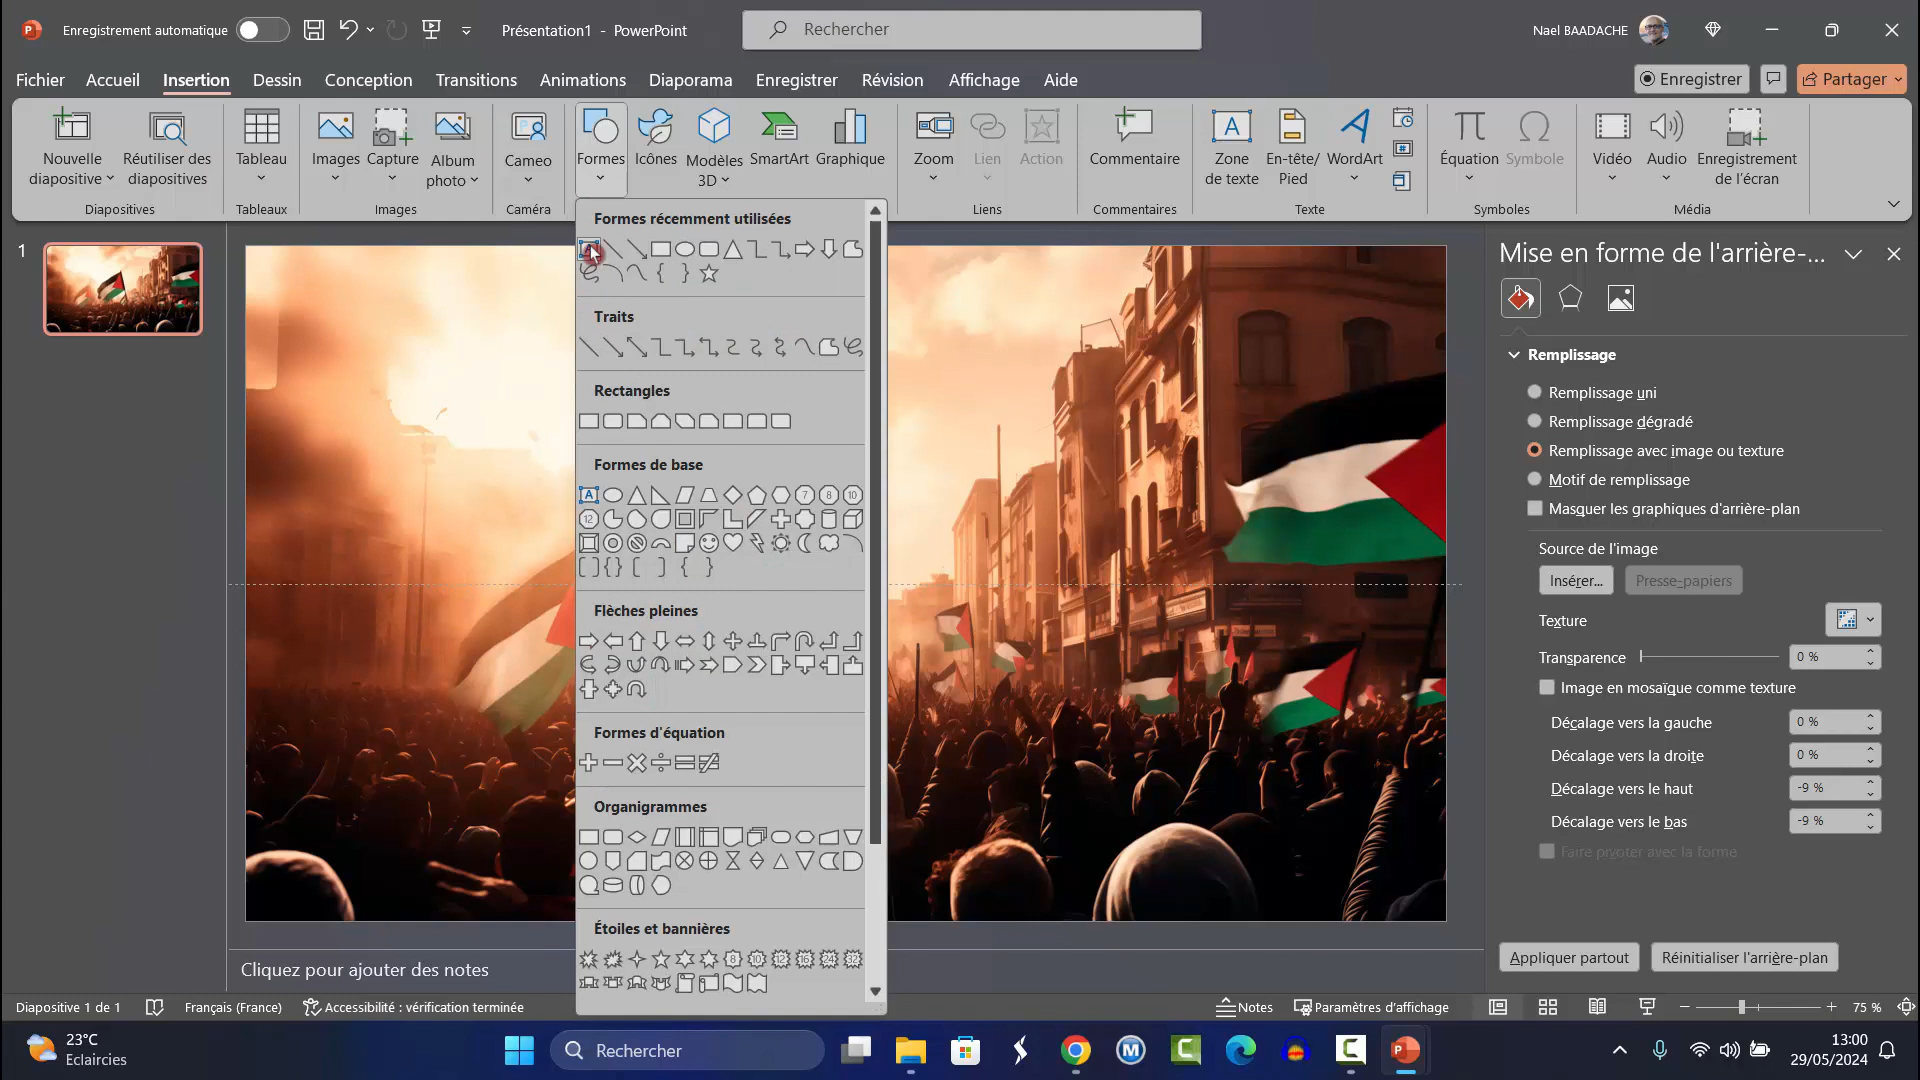 Enregistrement automatique
Présentation1 - PowerPoint
Rechercher
Nael BAADACHE
Fichier Accueil Insertion Dessin Conception Transitions Animations Diaporama Enregistrer Révision Affichage Aide
Enregistrer
Partager
Nouvelle diapositive
Réutiliser des diapositives
Tableau
Images
Capture
Album photo
Cameo
Formes
Icônes
Modèles 3D
SmartArt
Graphique
Zoom
Lien
Action
Commentaire
Zone de texte
En-tête/ Pied
WordArt
Équation
Symbole
Vidéo
Audio
Enregistrement de l'écran
Diapositives
Tableaux
Images
Caméra
Liens
Commentaires
Texte
Symboles
Média
1
Formes récemment utilisées
Traits
Rectangles
Formes de base
Flèches pleines
Formes d'équation
Organigrammes
Étoiles et bannières
Mise en forme de l'arrière-...
Remplissage
Remplissage uni
Remplissage dégradé
Remplissage avec image ou texture
Motif de remplissage
Masquer les graphiques d'arrière-plan
Source de l'image
Insérer...
Presse-papiers
Texture
Transparence
0 %
Image en mosaïque comme texture
Décalage vers la gauche
0 %
Décalage vers la droite
0 %
Décalage vers le haut
-9 %
Décalage vers le bas
-9 %
Faire pivoter avec la forme
Appliquer partout
Réinitialiser l'arrière-plan
Cliquez pour ajouter des notes
Diapositive 1 de 1
Français (France)
Accessibilité : vérification terminée
Notes
Paramètres d'affichage
75 %
23°C
Eclaircies
Rechercher
13:00
29/05/2024